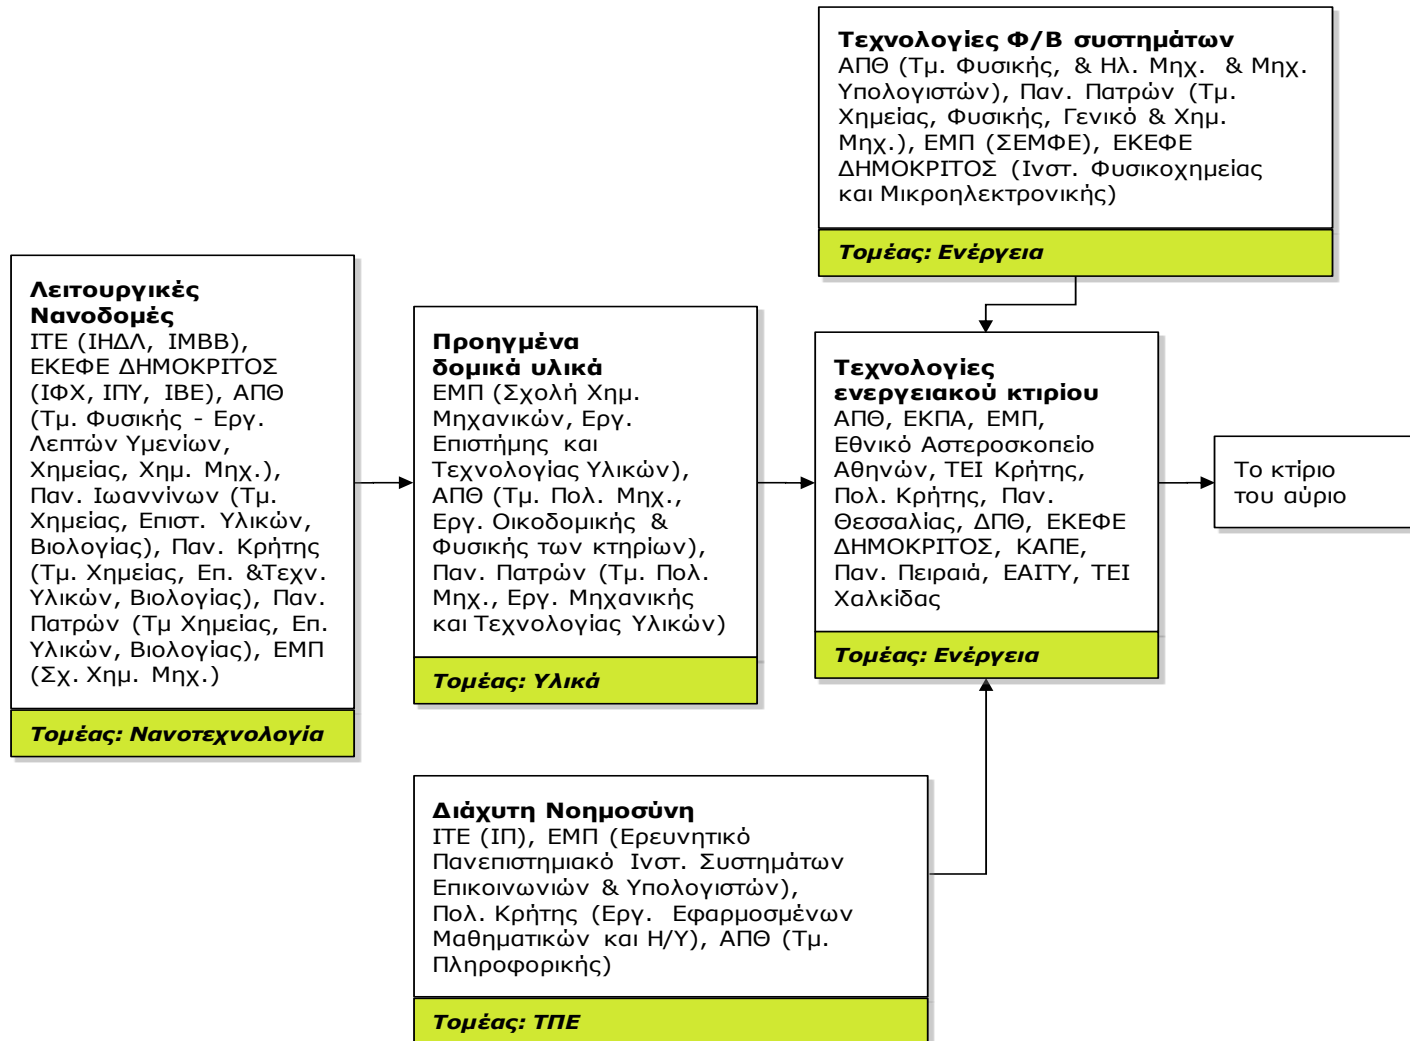 Τεχνολογίες Φ/Β συστημάτων
ΑΠΘ (Τμ. Φυσικής, & Ηλ. Μηχ. & Μηχ.
Υπολογιστών), Παν. Πατρών (Τμ.
Χημείας, Φυσικής, Γενικό & Χημ.
Μηχ.), ΕΜΠ (ΣΕΜΦΕ), ΕΚΕΦΕ
ΔΗΜΟΚΡΙΤΟΣ (Ινστ. Φυσικοχημείας
και Μικροηλεκτρονικής)
Τομέας: Ενέργεια
Λειτουργικές
Νανοδομές
ΙΤΕ (ΙΗΔΛ, ΙΜΒΒ),
ΕΚΕΦΕ ΔΗΜΟΚΡΙΤΟΣ
(ΙΦΧ, ΙΠΥ, ΙΒΕ), ΑΠΘ
(Τμ. Φυσικής - Εργ.
Λεπτών Υμενίων,
Χημείας, Χημ. Μηχ.),
Παν. Ιωαννίνων (Τμ.
Χημείας, Επιστ. Υλικών,
Βιολογίας), Παν. Κρήτης
(Τμ. Χημείας, Επ. &Τεχν.
Υλικών, Βιολογίας), Παν.
Πατρών (Τμ Χημείας, Επ.
Υλικών, Βιολογίας), ΕΜΠ
(Σχ. Χημ. Μηχ.)
Τομέας: Νανοτεχνολογία
Προηγμένα
δομικά υλικά
ΕΜΠ (Σχολή Χημ.
Μηχανικών, Εργ.
Επιστήμης και
Τεχνολογίας Υλικών),
ΑΠΘ (Τμ. Πολ. Μηχ.,
Εργ. Οικοδομικής &
Φυσικής των κτηρίων),
Παν. Πατρών (Τμ. Πολ.
Μηχ., Εργ. Μηχανικής
και Τεχνολογίας Υλικών)
Τομέας: Υλικά
Τεχνολογίες
ενεργειακού κτιρίου
ΑΠΘ, ΕΚΠΑ, ΕΜΠ,
Εθνικό Αστεροσκοπείο
Αθηνών, ΤΕΙ Κρήτης,
Πολ. Κρήτης, Παν.
Θεσσαλίας, ΔΠΘ, ΕΚΕΦΕ
ΔΗΜΟΚΡΙΤΟΣ, ΚΑΠΕ,
Παν. Πειραιά, ΕΑΙΤΥ, ΤΕΙ
Χαλκίδας
Τομέας: Ενέργεια
Το κτίριο
του αύριο
Διάχυτη Νοημοσύνη
ΙΤΕ (ΙΠ), ΕΜΠ (Ερευνητικό
Πανεπιστημιακό Ινστ. Συστημάτων
Επικοινωνιών & Υπολογιστών),
Πολ. Κρήτης (Εργ. Εφαρμοσμένων
Μαθηματικών και Η/Υ), ΑΠΘ (Τμ.
Πληροφορικής)
Τομέας: ΤΠΕ